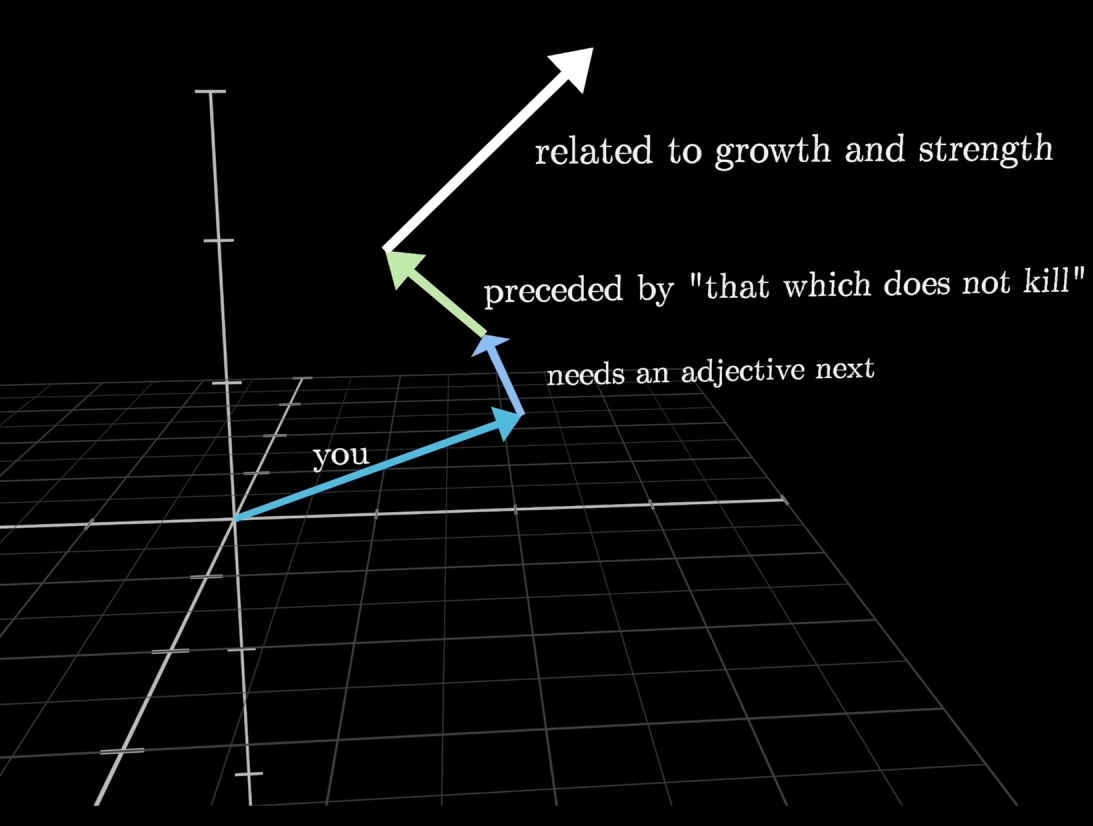 related to growth and strength
preceded by "that which does not kill"
needs an adjective next
you